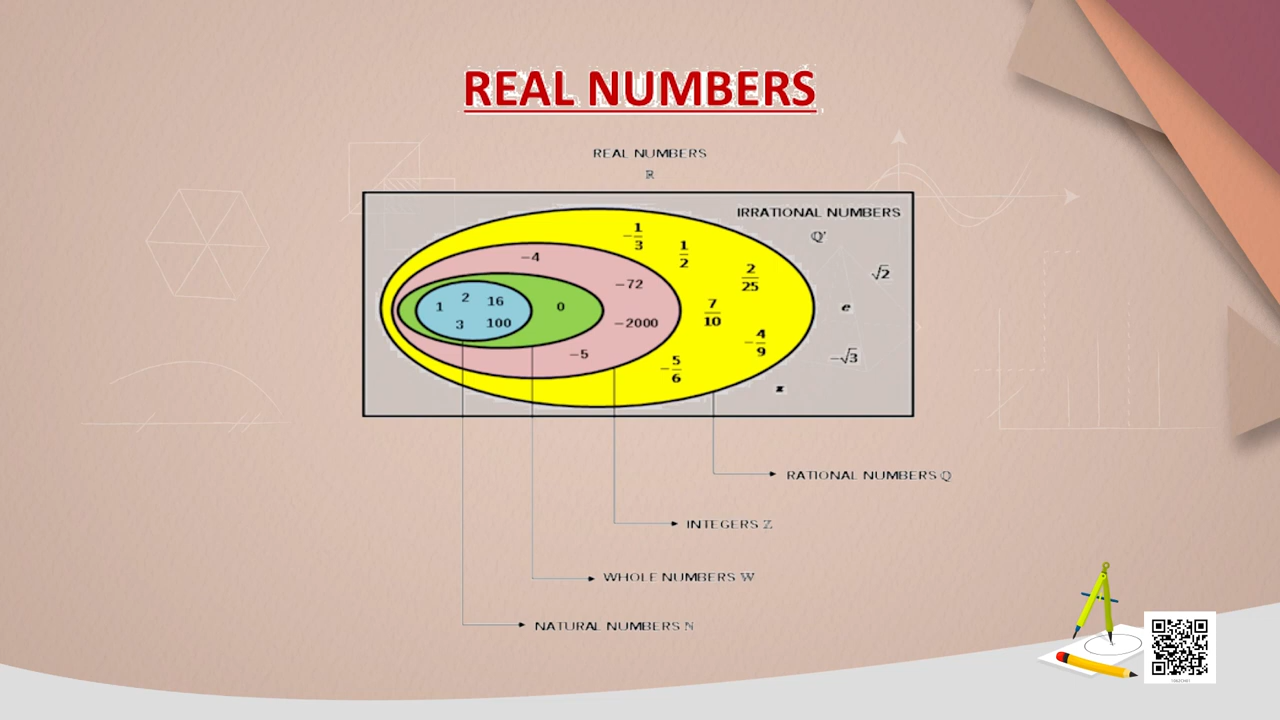 REAL NUMBERS
REAL NUMBERS
ℝ
IRRATIONAL NUMBERS
ℚ'
-1/3
1/2
2/25
√2
-4
-72
1 2 16
0
7/10
e
3 100
-2000
-4/9
-√3
-5
-5/6
π
RATIONAL NUMBERS ℚ
INTEGERS ℤ
WHOLE NUMBERS 𝕎
NATURAL NUMBERS ℕ